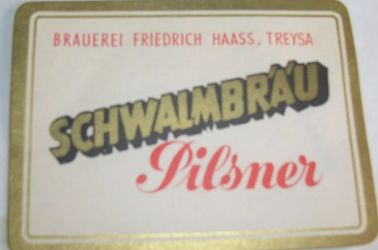 BRAUEREI FRIEDRICH HAASS, TREYSA
SCHWALMBRÄU
Pilsner